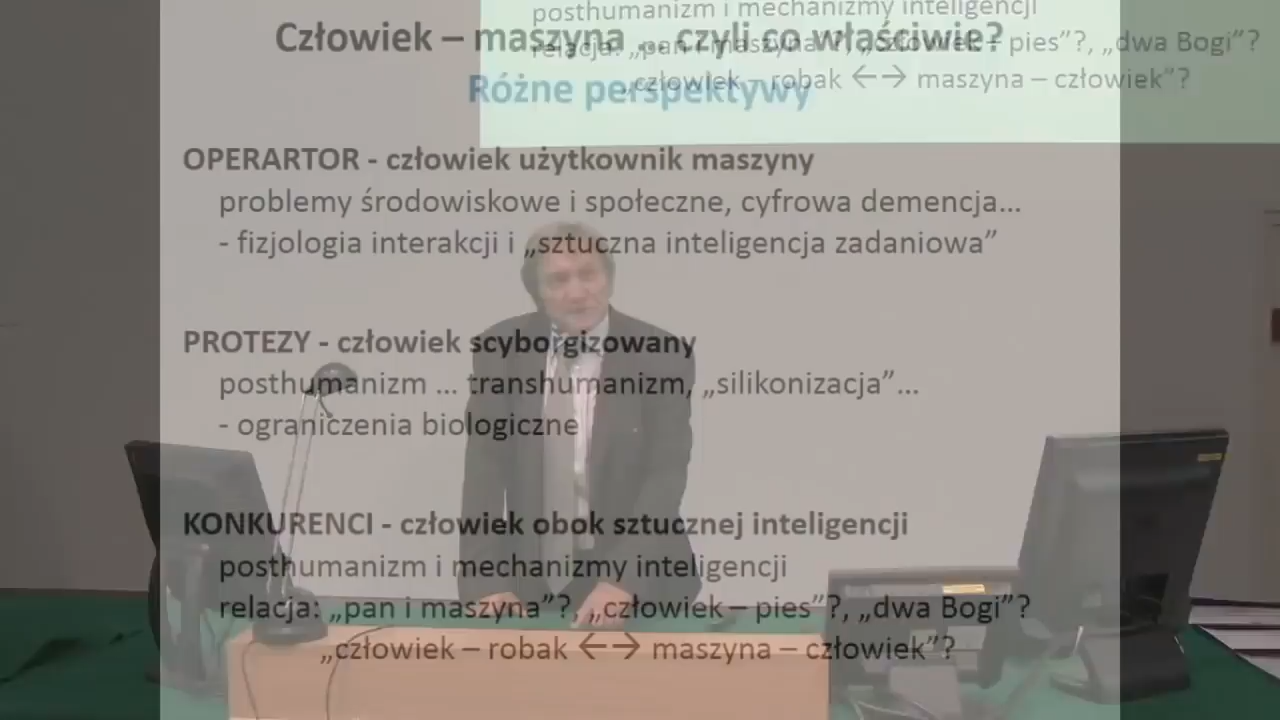 Człowiek – maszyna ... czyli co właściwie?
Różne perspektywy
posthumanizm i mechanizmy inteligencji
relacja: „pan i maszyna”?, „człowiek – pies”?, „dwa Bogi”?
„człowiek – robak ←→ maszyna – człowiek”?
OPERARTOR - człowiek użytkownik maszyny
problemy środowiskowe i społeczne, cyfrowa demencja...
- fizjologia interakcji i „sztuczna inteligencja zadaniowa”
PROTEZY - człowiek scyborgizowany
posthumanizm ... transhumanizm, „silikonizacja”...
- ograniczenia biologiczne
KONKURENCI - człowiek obok sztucznej inteligencji
posthumanizm i mechanizmy inteligencji
relacja: „pan i maszyna”?, „człowiek – pies”?, „dwa Bogi”?
„człowiek – robak ←→ maszyna – człowiek”?